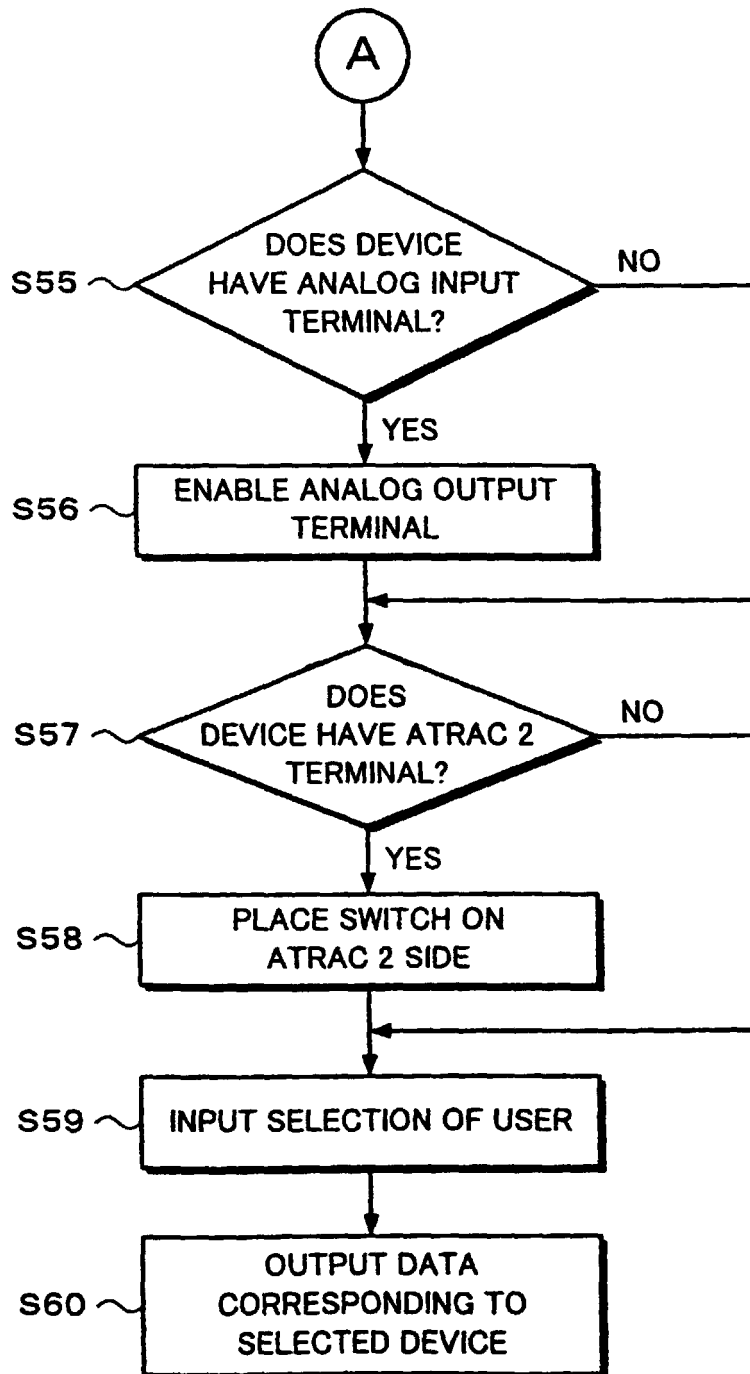 A
S55
DOES DEVICE
HAVE ANALOG INPUT
TERMINAL?
NO
YES
S56
ENABLE ANALOG OUTPUT
TERMINAL
S57
DOES
DEVICE HAVE ATRAC 2
TERMINAL?
NO
YES
S58
PLACE SWITCH ON
ATRAC 2 SIDE
S59
INPUT SELECTION OF USER
S60
OUTPUT DATA
CORRESPONDING TO
SELECTED DEVICE